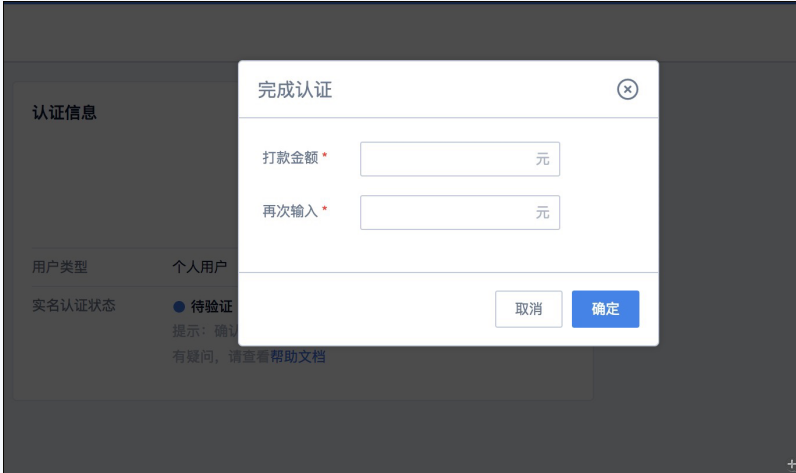 完成认证
认证信息
打款金额 * 元
再次输入 * 元
用户类型 个人用户
实名认证状态 待验证
提示：确认
有疑问，请查看帮助文档
取消 确定